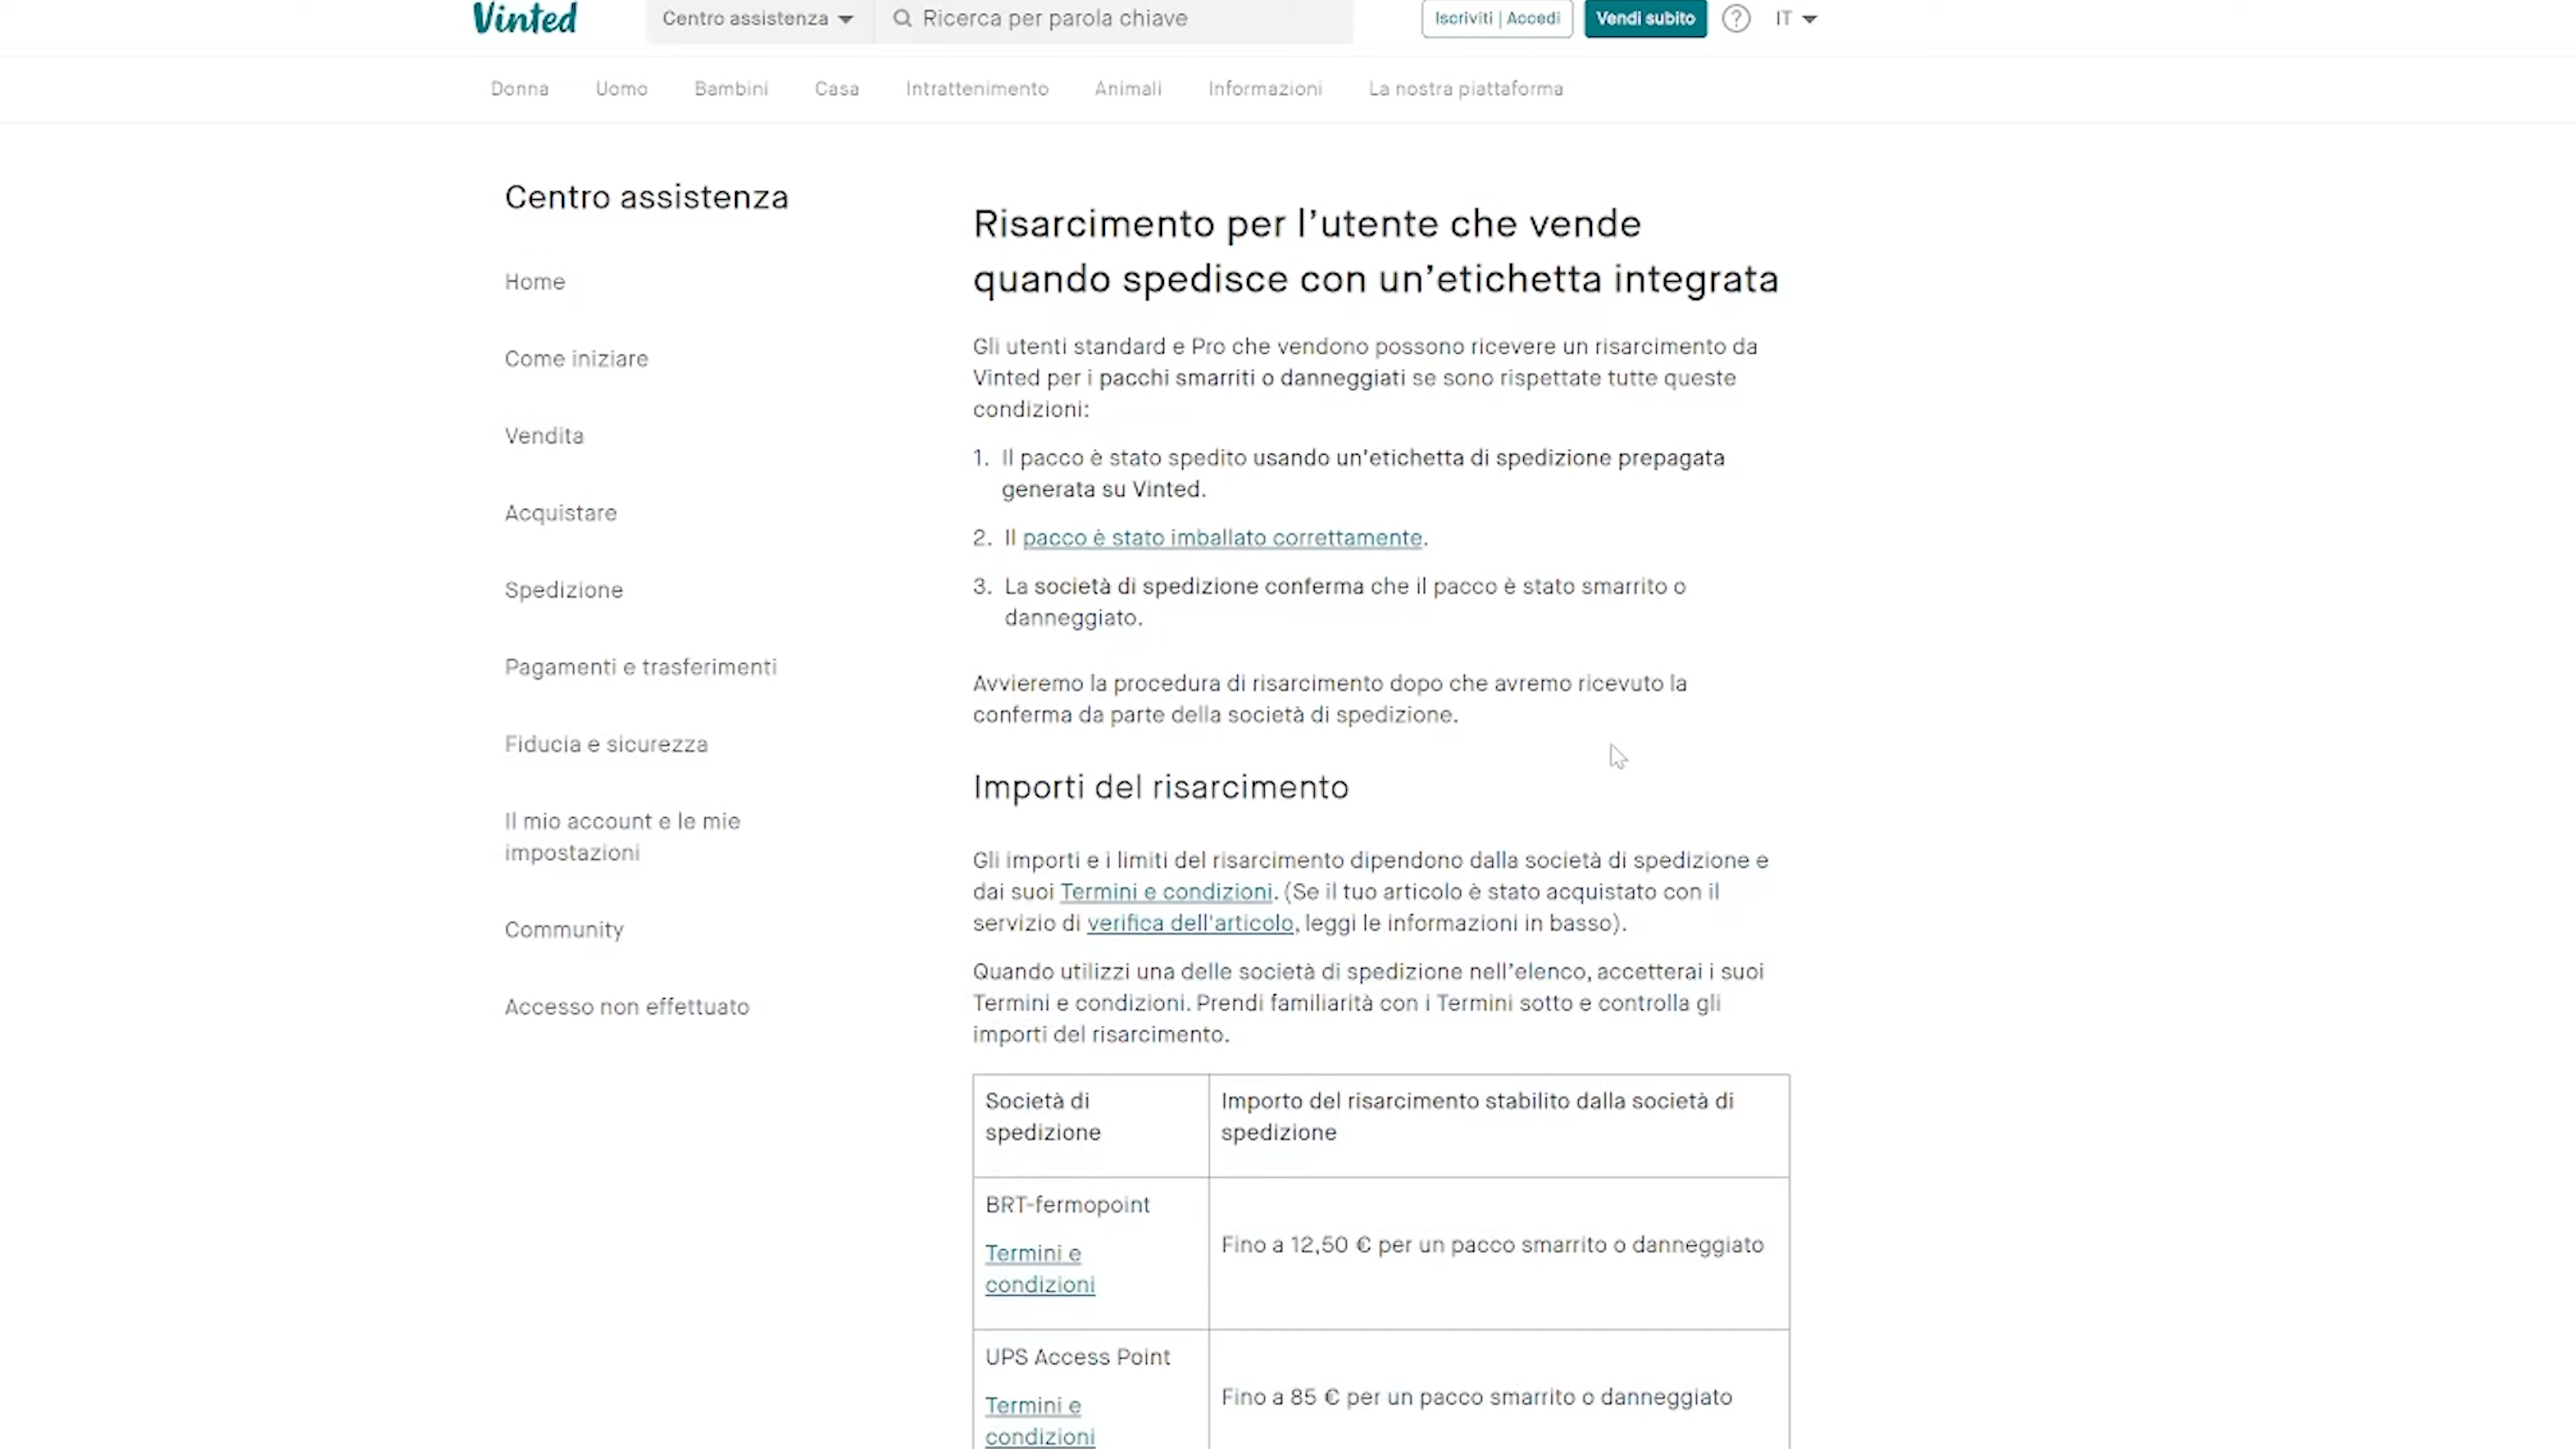 Vinted
Centro assistenza
Ricerca per parola chiave
Iscriviti | Accedi
Vendi subito
?
IT
Donna
Uomo
Bambini
Casa
Intrattenimento
Animali
Informazioni
La nostra piattaforma
Centro assistenza
Home
Come iniziare
Vendita
Acquistare
Spedizione
Pagamenti e trasferimenti
Fiducia e sicurezza
Il mio account e le mie
impostazioni
Community
Accesso non effettuato
Risarcimento per l'utente che vende
quando spedisce con un'etichetta integrata
Gli utenti standard e Pro che vendono possono ricevere un risarcimento da
Vinted per i pacchi smarriti o danneggiati se sono rispettate tutte queste
condizioni:
1. Il pacco è stato spedito usando un'etichetta di spedizione prepagata
generata su Vinted.
2. Il pacco è stato imballato correttamente.
3. La società di spedizione conferma che il pacco è stato smarrito o
danneggiato.
Avvieremo la procedura di risarcimento dopo che avremo ricevuto la
conferma da parte della società di spedizione.
Importi del risarcimento
Gli importi e i limiti del risarcimento dipendono dalla società di spedizione e
dai suoi Termini e condizioni. (Se il tuo articolo è stato acquistato con il
servizio di verifica dell'articolo, leggi le informazioni in basso).
Quando utilizzi una delle società di spedizione nell'elenco, accetterai i suoi
Termini e condizioni. Prendi familiarità con i Termini sotto e controlla gli
importi del risarcimento.
Società di
spedizione
Importo del risarcimento stabilito dalla società di
spedizione
BRT-fermopoint
Termini e
condizioni
Fino a 12,50 € per un pacco smarrito o danneggiato
UPS Access Point
Termini e
condizioni
Fino a 85 € per un pacco smarrito o danneggiato